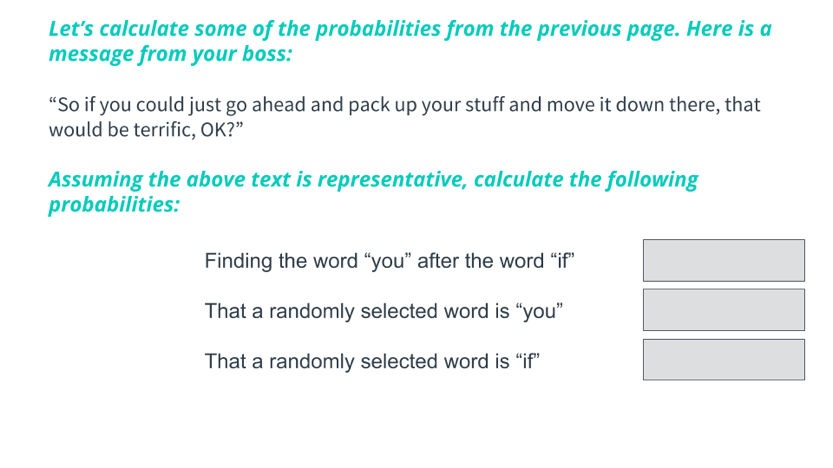 Let’s calculate some of the probabilities from the previous page. Here is a
message from your boss:
“So if you could just go ahead and pack up your stuff and move it down there, that
would be terrific, OK?”
Assuming the above text is representative, calculate the following
probabilities:
Finding the word “you” after the word “if”
That a randomly selected word is “you”
That a randomly selected word is “if”